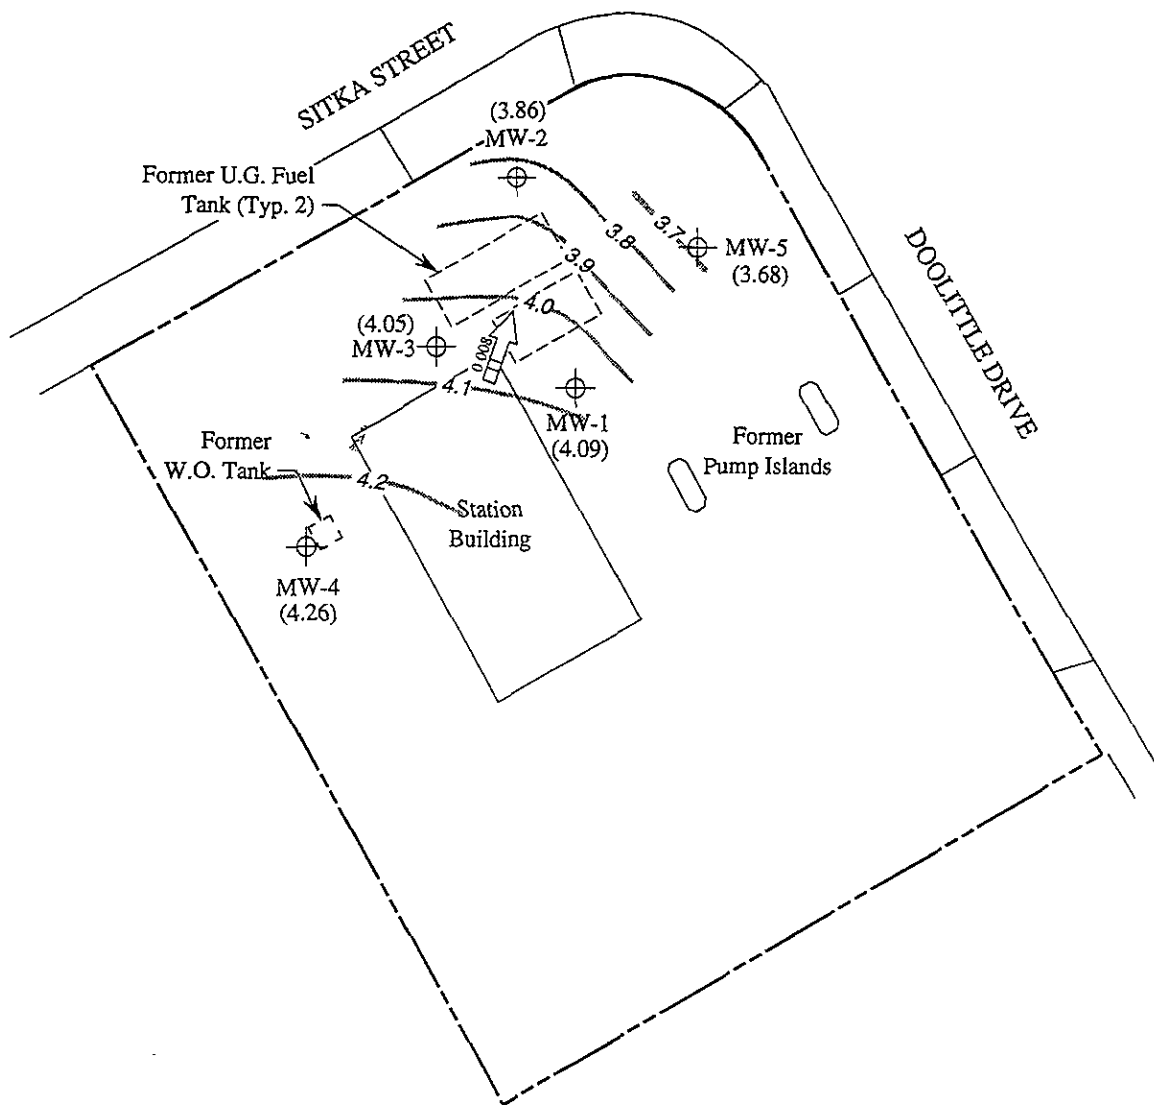 SITKA STREET
(3.86)
MW-2
Former U.G. Fuel
Tank (Typ. 2)
3.7
3.8
MW-5
(3.68)
3.9
DOOLITTLE DRIVE
4.0
(4.05)
MW-3
0.008
4.1
MW-1
(4.09)
Former
Pump Islands
Former
W.O. Tank
4.2
Station
Building
MW-4
(4.26)